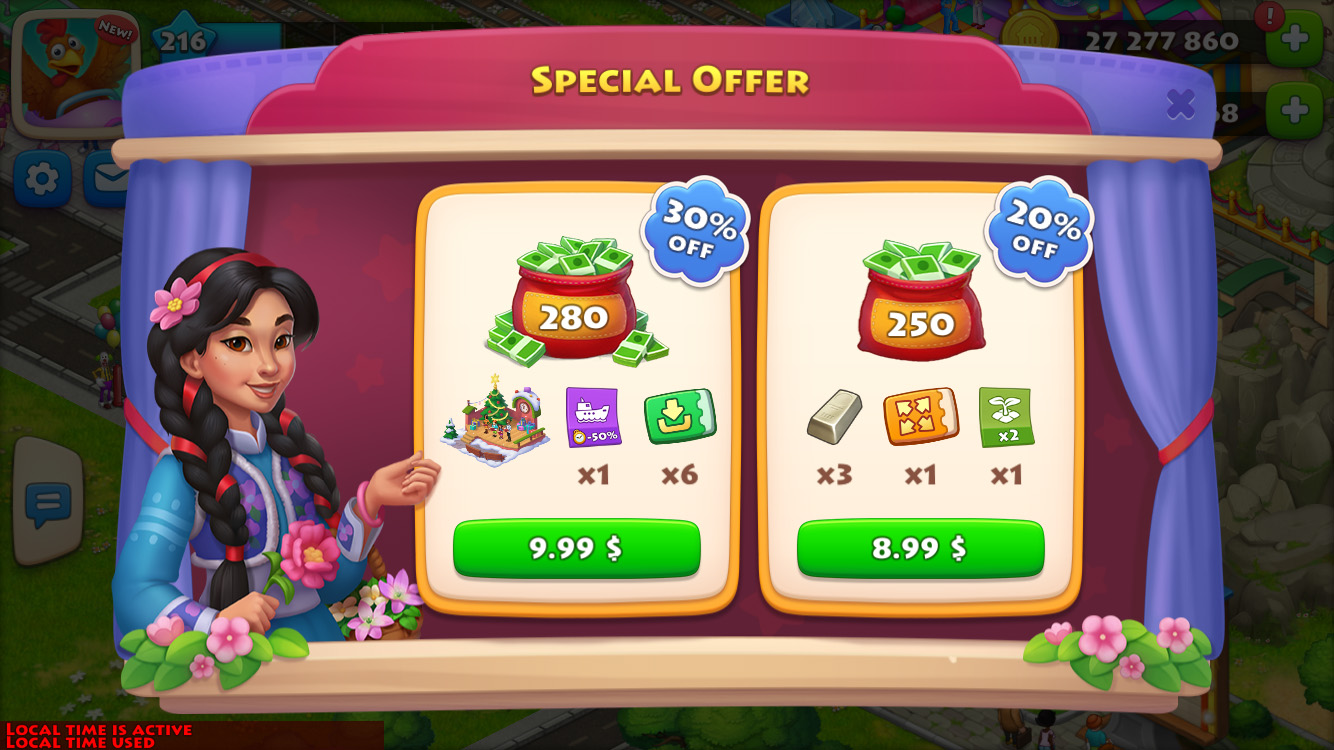 NEW!
216
27 277 860
!
SPECIAL OFFER
30%
OFF
20%
OFF
280
250
-50%
x2
x1
x6
x3
x1
x1
9.99 $
8.99 $
LOCAL TIME IS ACTIVE
LOCAL TIME USED